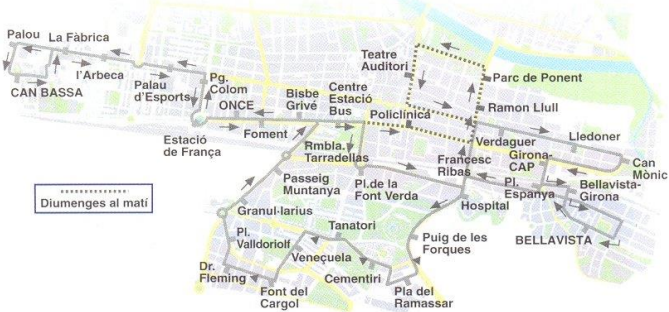 Palou
La Fàbrica
l'Arbeca
CAN BASSA
Palau
d'Esports
Pg.
Colom
ONCE
Bisbe
Grivé
Centre
Estació
Bus
Teatre
Auditori
Parc de Ponent
Ramon Llull
Policlínica
Estació
de França
Foment
Rmbla.
Tarradellas
Verdaguer
Lledoner
Francesc
Ribas
Girona-
CAP
Can
Mònic
Bellavista-
Girona
Pl.
Espanya
BELLAVISTA
Hospital
Pl.de la
Font Verda
Passeig
Muntanya
Diumenges al matí
Granul·larius
Pl.
Valldoriolf
Tanatori
Puig de les
Forques
Veneçuela
Dr.
Fleming
Font del
Cargol
Cementiri
Pla del
Ramassar